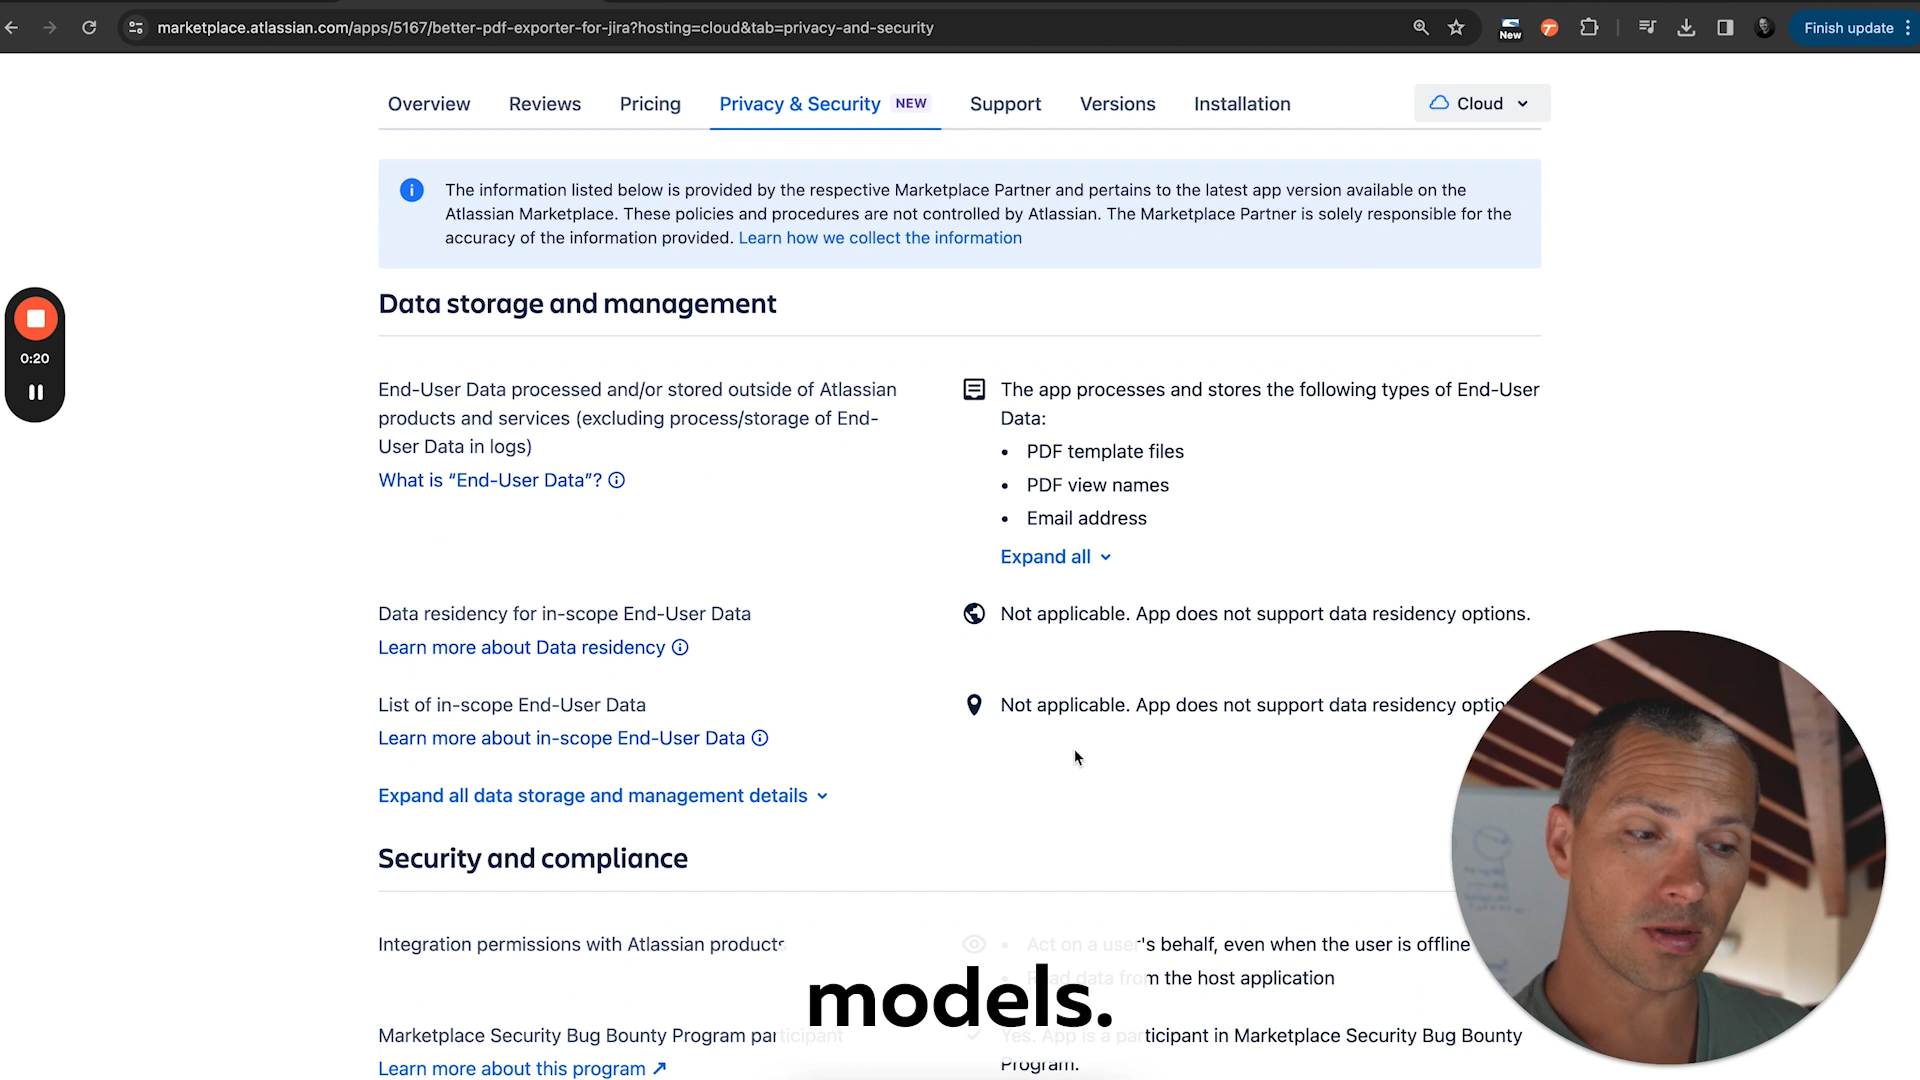 marketplace.atlassian.com/apps/5167/better-pdf-exporter-for-jira?hosting=cloud&tab=privacy-and-security
New
Finish update
Overview
Reviews
Pricing
Privacy & Security NEW
Support
Versions
Installation
Cloud
The information listed below is provided by the respective Marketplace Partner and pertains to the latest app version available on the
Atlassian Marketplace. These policies and procedures are not controlled by Atlassian. The Marketplace Partner is solely responsible for the
accuracy of the information provided. Learn how we collect the information
Data storage and management
0:20
End-User Data processed and/or stored outside of Atlassian
products and services (excluding process/storage of End-
User Data in logs)
What is “End-User Data”?
The app processes and stores the following types of End-User
Data:
• PDF template files
• PDF view names
• Email address
Expand all
Data residency for in-scope End-User Data
Learn more about Data residency
Not applicable. App does not support data residency options.
List of in-scope End-User Data
Learn more about in-scope End-User Data
Not applicable. App does not support data residency optio
Expand all data storage and management details
Security and compliance
Integration permissions with Atlassian products
• Act on a user's behalf, even when the user is offline
• Read data from the host application
models.
Marketplace Security Bug Bounty Program participant
Learn more about this program
Yes. App is a participant in Marketplace Security Bug Bounty
Program.